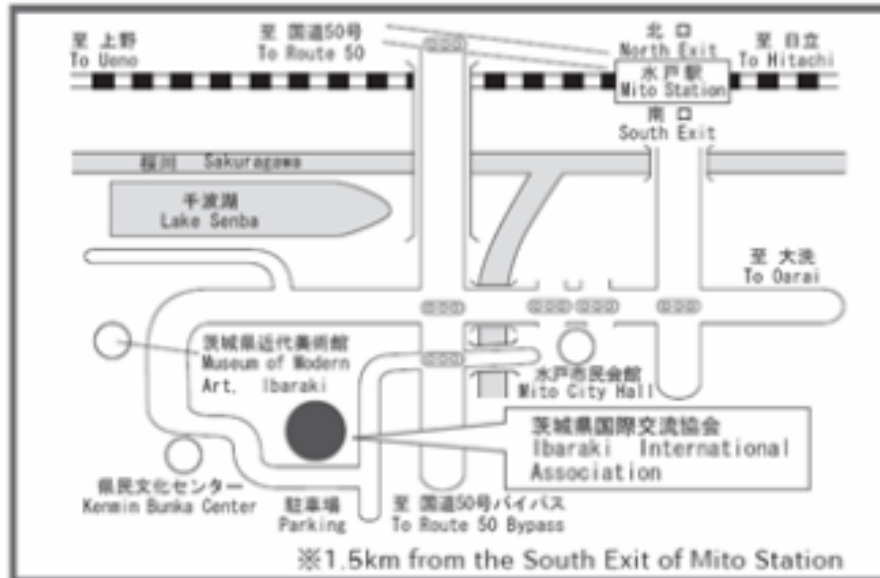 至 上野
To Ueno
至 国道50号
To Route 50
北 口
North Exit
至 日立
To Hitachi
水戸駅
Mito Station
南 口
South Exit
桜川 Sakuragawa
千波湖
Lake Senba
至 大洗
To Oarai
茨城県近代美術館
Museum of Modern
Art, Ibaraki
水戸市民会館
Mito City Hall
茨城県国際交流協会
Ibaraki International
Association
県民文化センター
Kenmin Bunka Center
駐車場
Parking
至 国道50号バイパス
To Route 50 Bypass
※1.5km from the South Exit of Mito Station